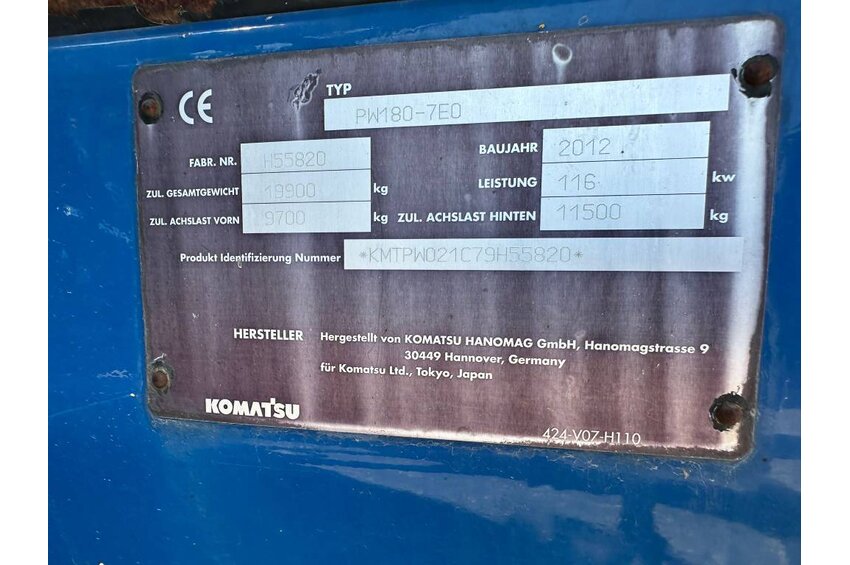 CE TYP PW180-7E0
FABR. NR. H55820 BAUJAHR 2012
ZUL. GESAMTGEWICHT 19900 kg LEISTUNG 116 kw
ZUL. ACHSLAST VORN 9700 kg ZUL. ACHSLAST HINTEN 11500 kg
Produkt Identifizierung Nummer *KMTPW021C79H55820*
HERSTELLER Hergestellt von KOMATSU HANOMAG GmbH, Hanomagstrasse 9
30449 Hannover, Germany
für Komatsu Ltd., Tokyo, Japan
KOMATSU
424-V07-H110